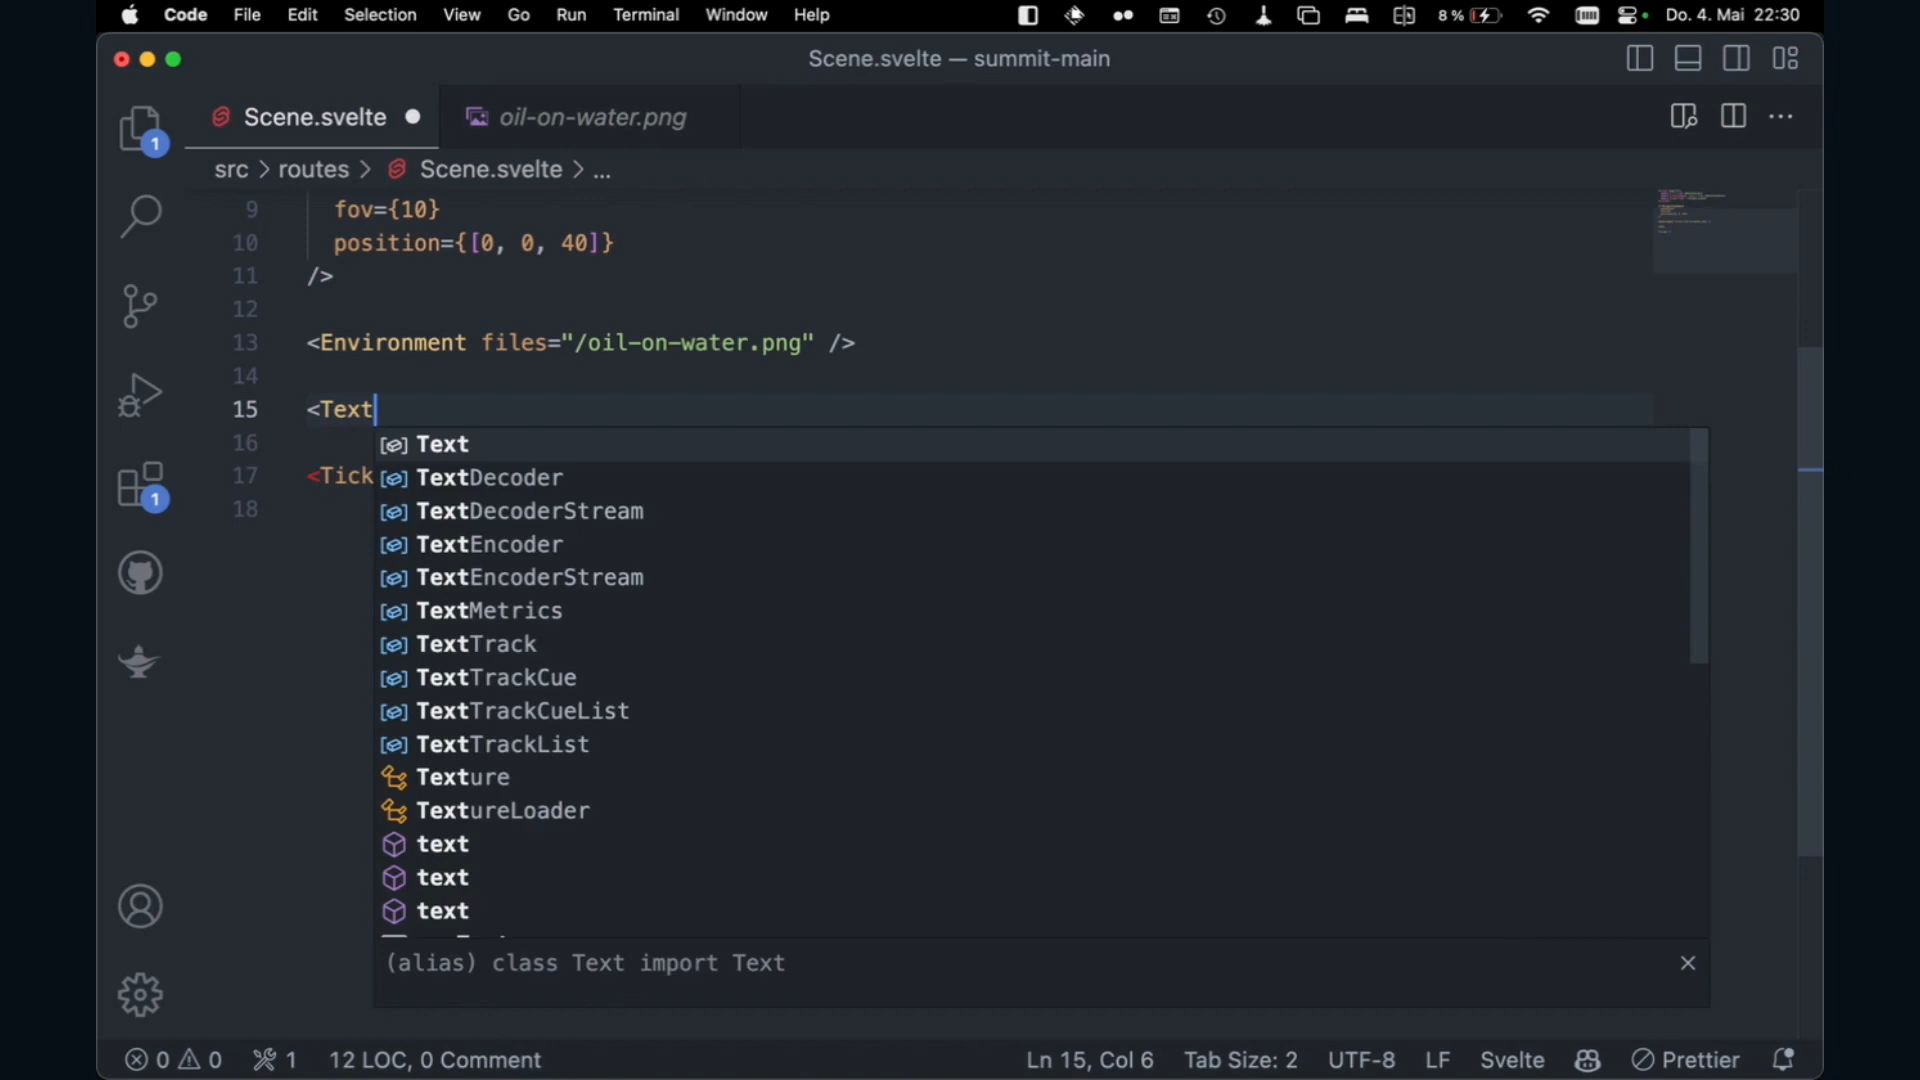 Code File Edit Selection View Go Run Terminal Window Help 8 % Do. 4. Mai 22:30
Scene.svelte — summit-main
Scene.svelte oil-on-water.png
1
src > routes > Scene.svelte > ...
9 fov={10}
10 position={[0, 0, 40]}
11 />
12
13 <Environment files="/oil-on-water.png" />
14
15 <Text
16
17 <Tick
18
1
Text
TextDecoder
TextDecoderStream
TextEncoder
TextEncoderStream
TextMetrics
TextTrack
TextTrackCue
TextTrackCueList
TextTrackList
Texture
TextureLoader
text
text
text
(alias) class Text import Text
0 0 1 12 LOC, 0 Comment Ln 15, Col 6 Tab Size: 2 UTF-8 LF Svelte Prettier